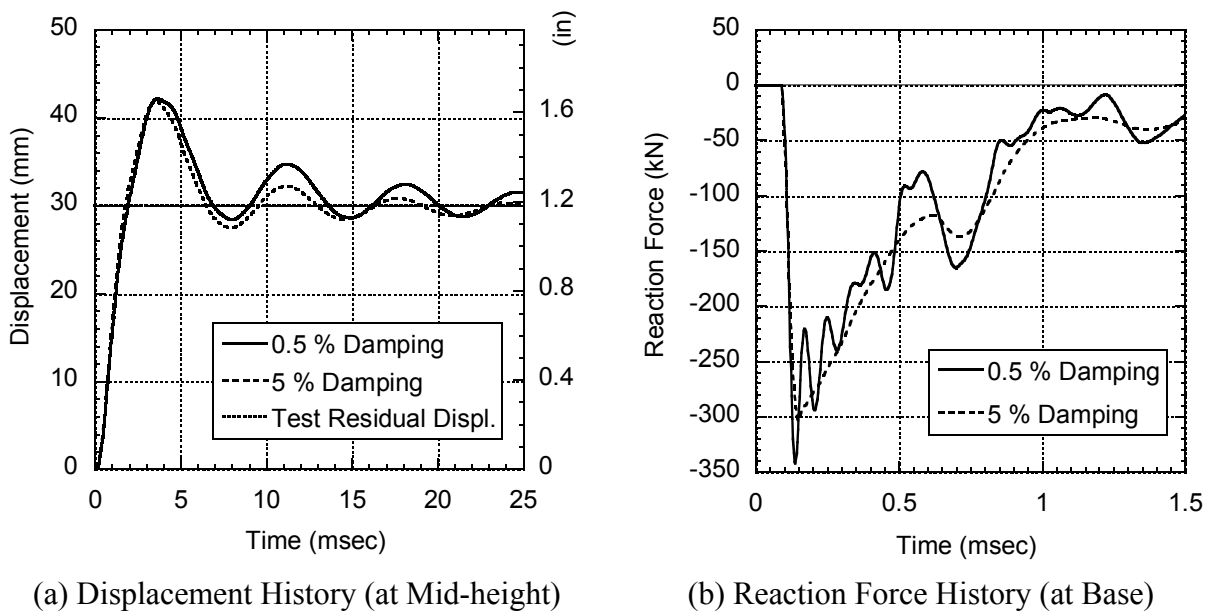 50
40
30
20
10
0
Displacement (mm)
(in)
1.6
1.2
0.8
0.4
0
0.5 % Damping
5 % Damping
Test Residual Displ.
0 5 10 15 20 25
Time (msec)
(a) Displacement History (at Mid-height)
50
0
-50
-100
-150
-200
-250
-300
-350
Reaction Force (kN)
0.5 % Damping
5 % Damping
0 0.5 1 1.5
Time (msec)
(b) Reaction Force History (at Base)